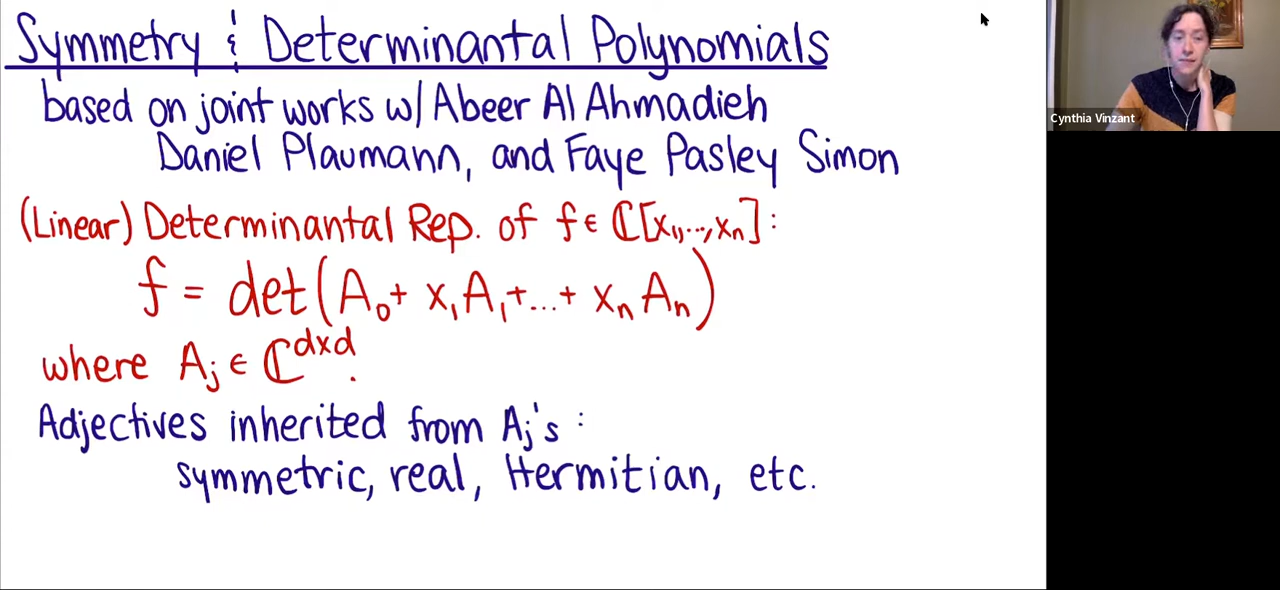 Symmetry & Determinantal Polynomials
based on joint works w/ Abeer Al Ahmadieh
Daniel Plaumann, and Faye Pasley Simon
(Linear) Determinantal Rep. of f ∈ ℂ[x₁,...,xₙ]:
f = det(A₀ + x₁A₁ + ... + xₙAₙ)
where Aⱼ ∈ ℂ^{d×d}.
Adjectives inherited from Aⱼ's:
symmetric, real, Hermitian, etc.
Cynthia Vinzant